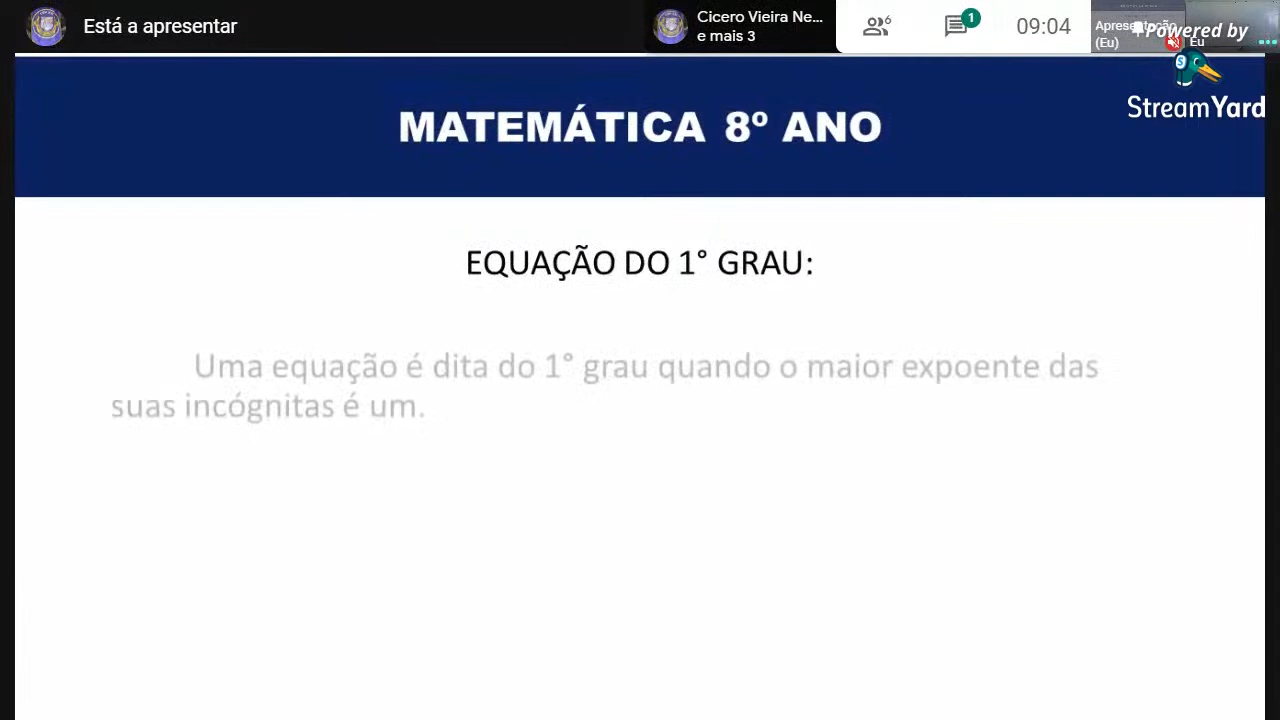 Está a apresentar
Cicero Vieira Ne...
e mais 3
6
1
09:04
(Eu)
Powered by
Eu
StreamYard
MATEMÁTICA 8º ANO
EQUAÇÃO DO 1° GRAU:
Uma equação é dita do 1° grau quando o maior expoente das
suas incógnitas é um.